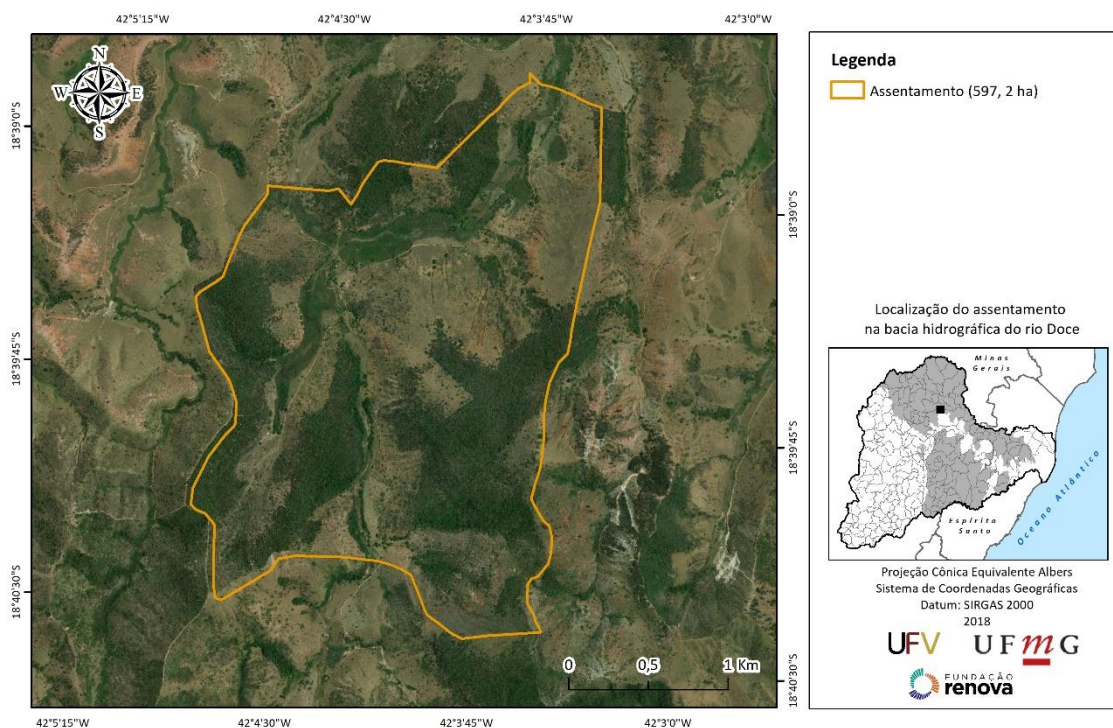 42°5'15"W 42°4'30"W 42°3'45"W 42°3'0"W
N
W E
S
18°39'0"S
18°39'45"S
18°40'30"S
18°39'0"S
18°39'45"S
18°40'30"S
0 0,5 1 Km
42°5'15"W 42°4'30"W 42°3'45"W 42°3'0"W
Legenda
Assentamento (597, 2 ha)
Localização do assentamento
na bacia hidrográfica do rio Doce
Minas
Gerais
Espírito
Santo
Oceano Atlântico
Projeção Cônica Equivalente Albers
Sistema de Coordenadas Geográficas
Datum: SIRGAS 2000
2018
UFV UFmG
FUNDAÇÃO
renova